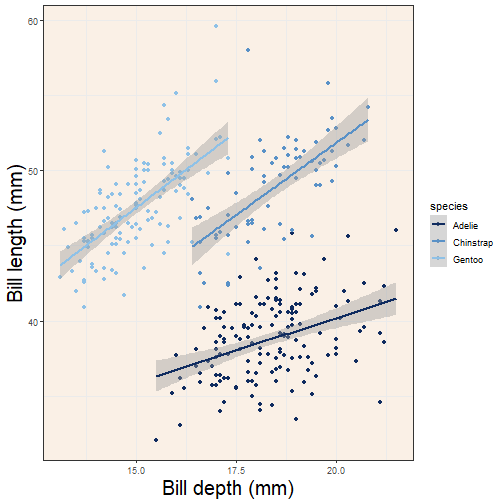 60
50
40
Bill length (mm)
15.0
17.5
20.0
Bill depth (mm)
species
Adelie
Chinstrap
Gentoo